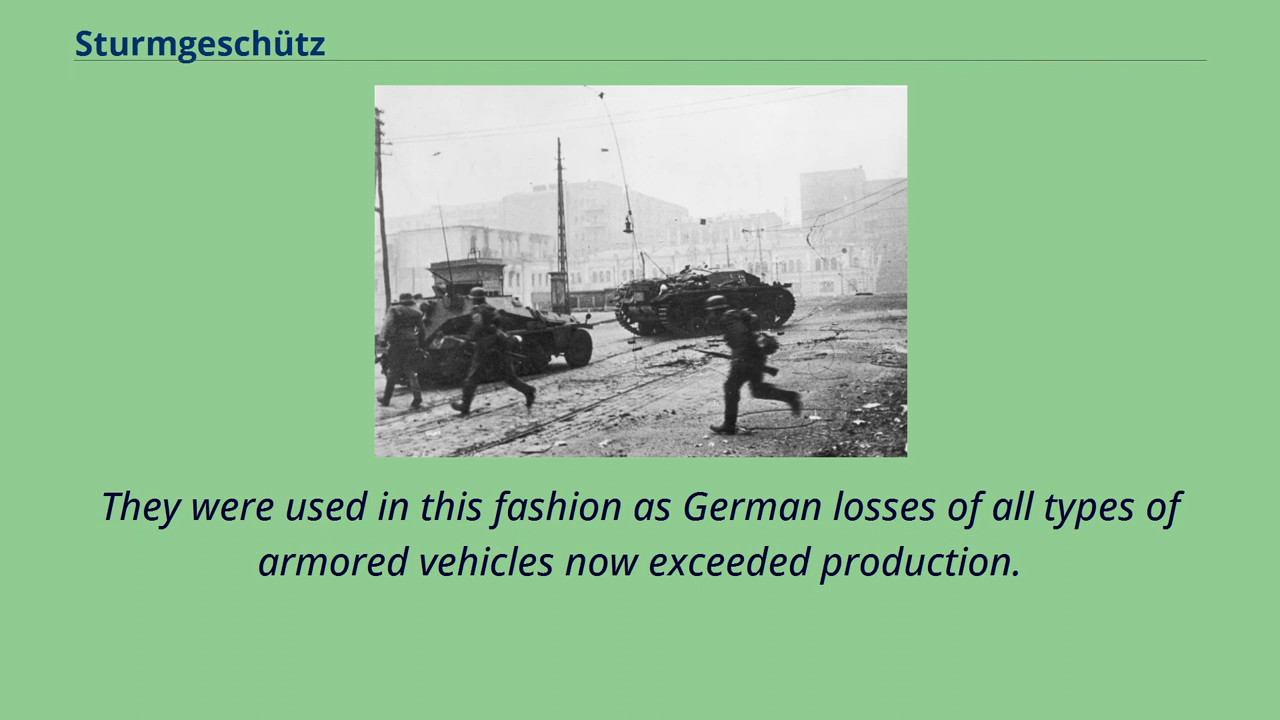 Sturmgeschütz
They were used in this fashion as German losses of all types of
armored vehicles now exceeded production.